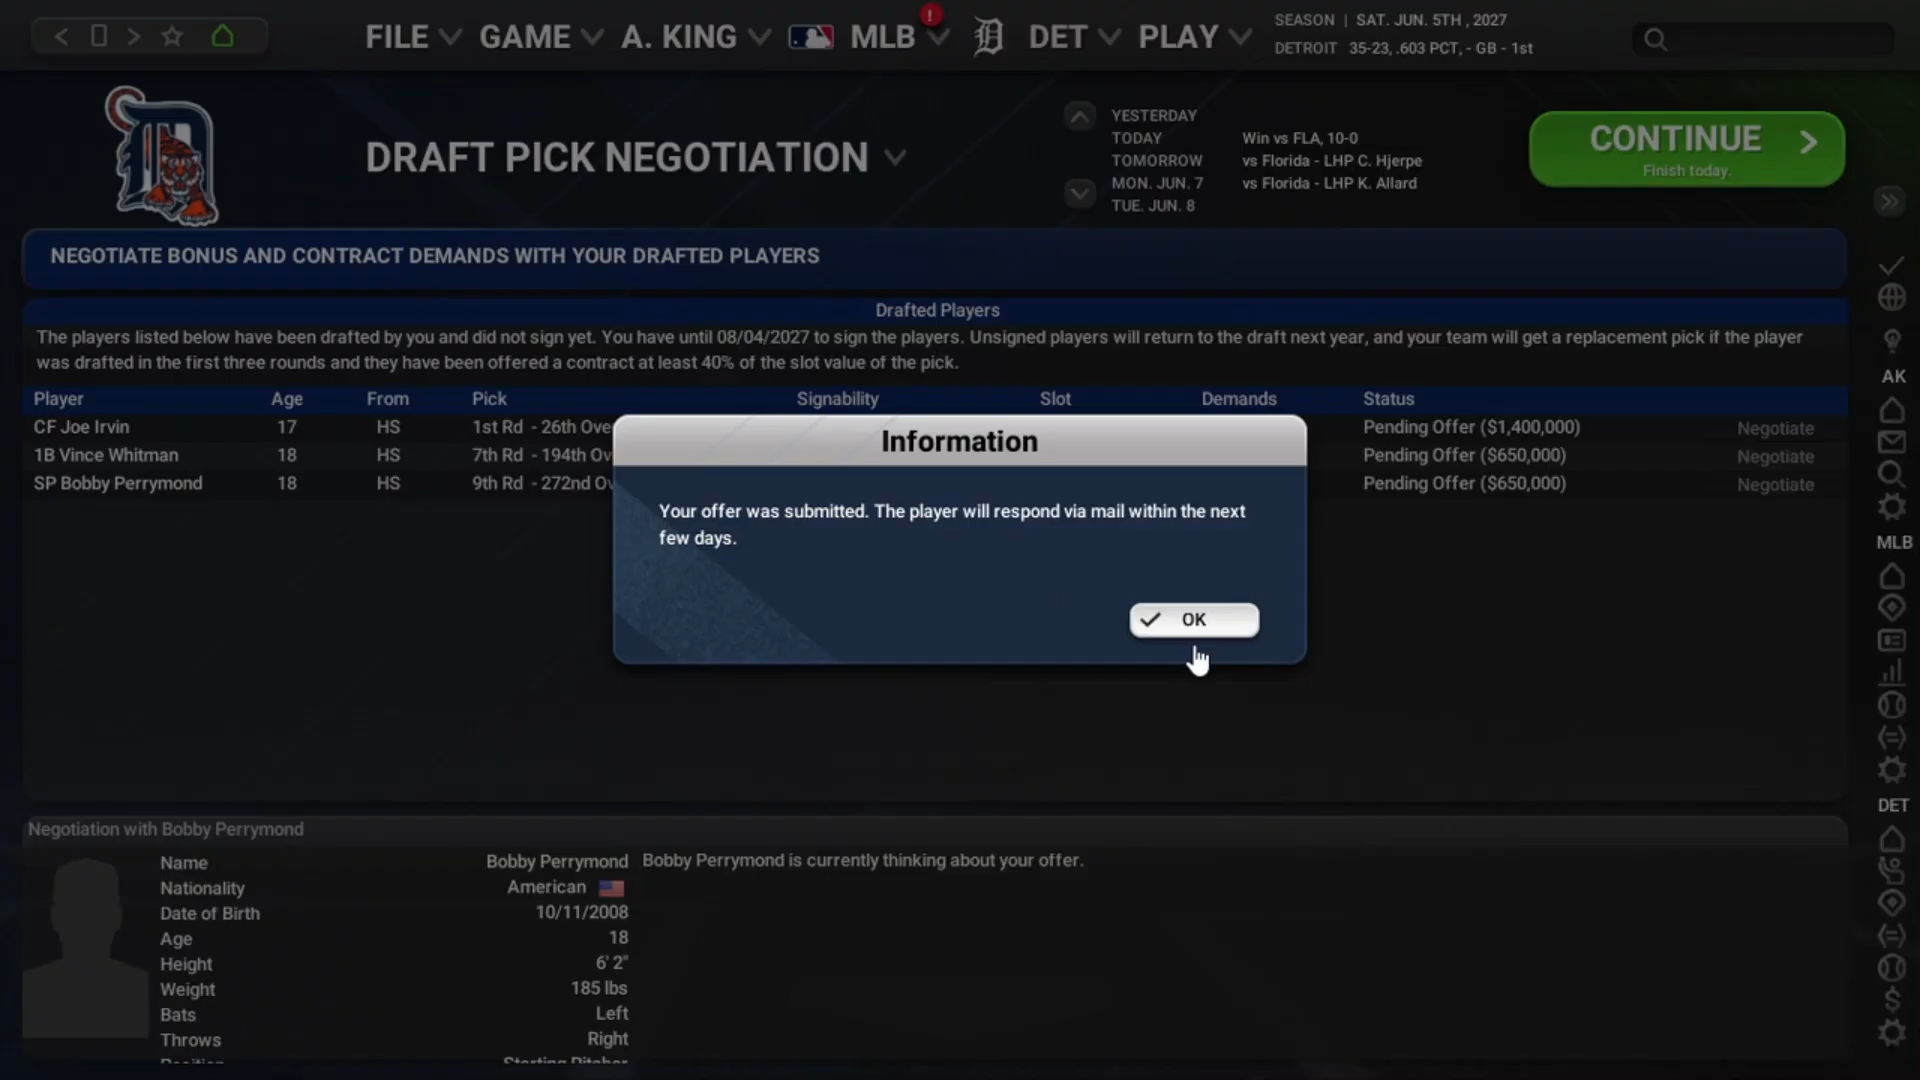 FILE GAME A. KING MLB DET PLAY
SEASON | SAT. JUN. 5TH , 2027
DETROIT 35-23, .603 PCT, - GB - 1st
DRAFT PICK NEGOTIATION
YESTERDAY
TODAY Win vs FLA, 10-0
TOMORROW vs Florida - LHP C. Hjerpe
MON. JUN. 7 vs Florida - LHP K. Allard
TUE. JUN. 8
CONTINUE
Finish today.
NEGOTIATE BONUS AND CONTRACT DEMANDS WITH YOUR DRAFTED PLAYERS
Drafted Players
The players listed below have been drafted by you and did not sign yet. You have until 08/04/2027 to sign the players. Unsigned players will return to the draft next year, and your team will get a replacement pick if the player
was drafted in the first three rounds and they have been offered a contract at least 40% of the slot value of the pick.
Player Age From Pick Signability Slot Demands Status
CF Joe Irvin 17 HS 1st Rd - 26th Ove Pending Offer ($1,400,000) Negotiate
1B Vince Whitman 18 HS 7th Rd - 194th Ov Pending Offer ($650,000) Negotiate
SP Bobby Perrymond 18 HS 9th Rd - 272nd Ov Pending Offer ($650,000) Negotiate
Information
Your offer was submitted. The player will respond via mail within the next
few days.
OK
Negotiation with Bobby Perrymond
Name Bobby Perrymond
Nationality American
Date of Birth 10/11/2008
Age 18
Height 6' 2"
Weight 185 lbs
Bats Left
Throws Right
Position Starting Pitcher
Bobby Perrymond is currently thinking about your offer.
AK
MLB
DET